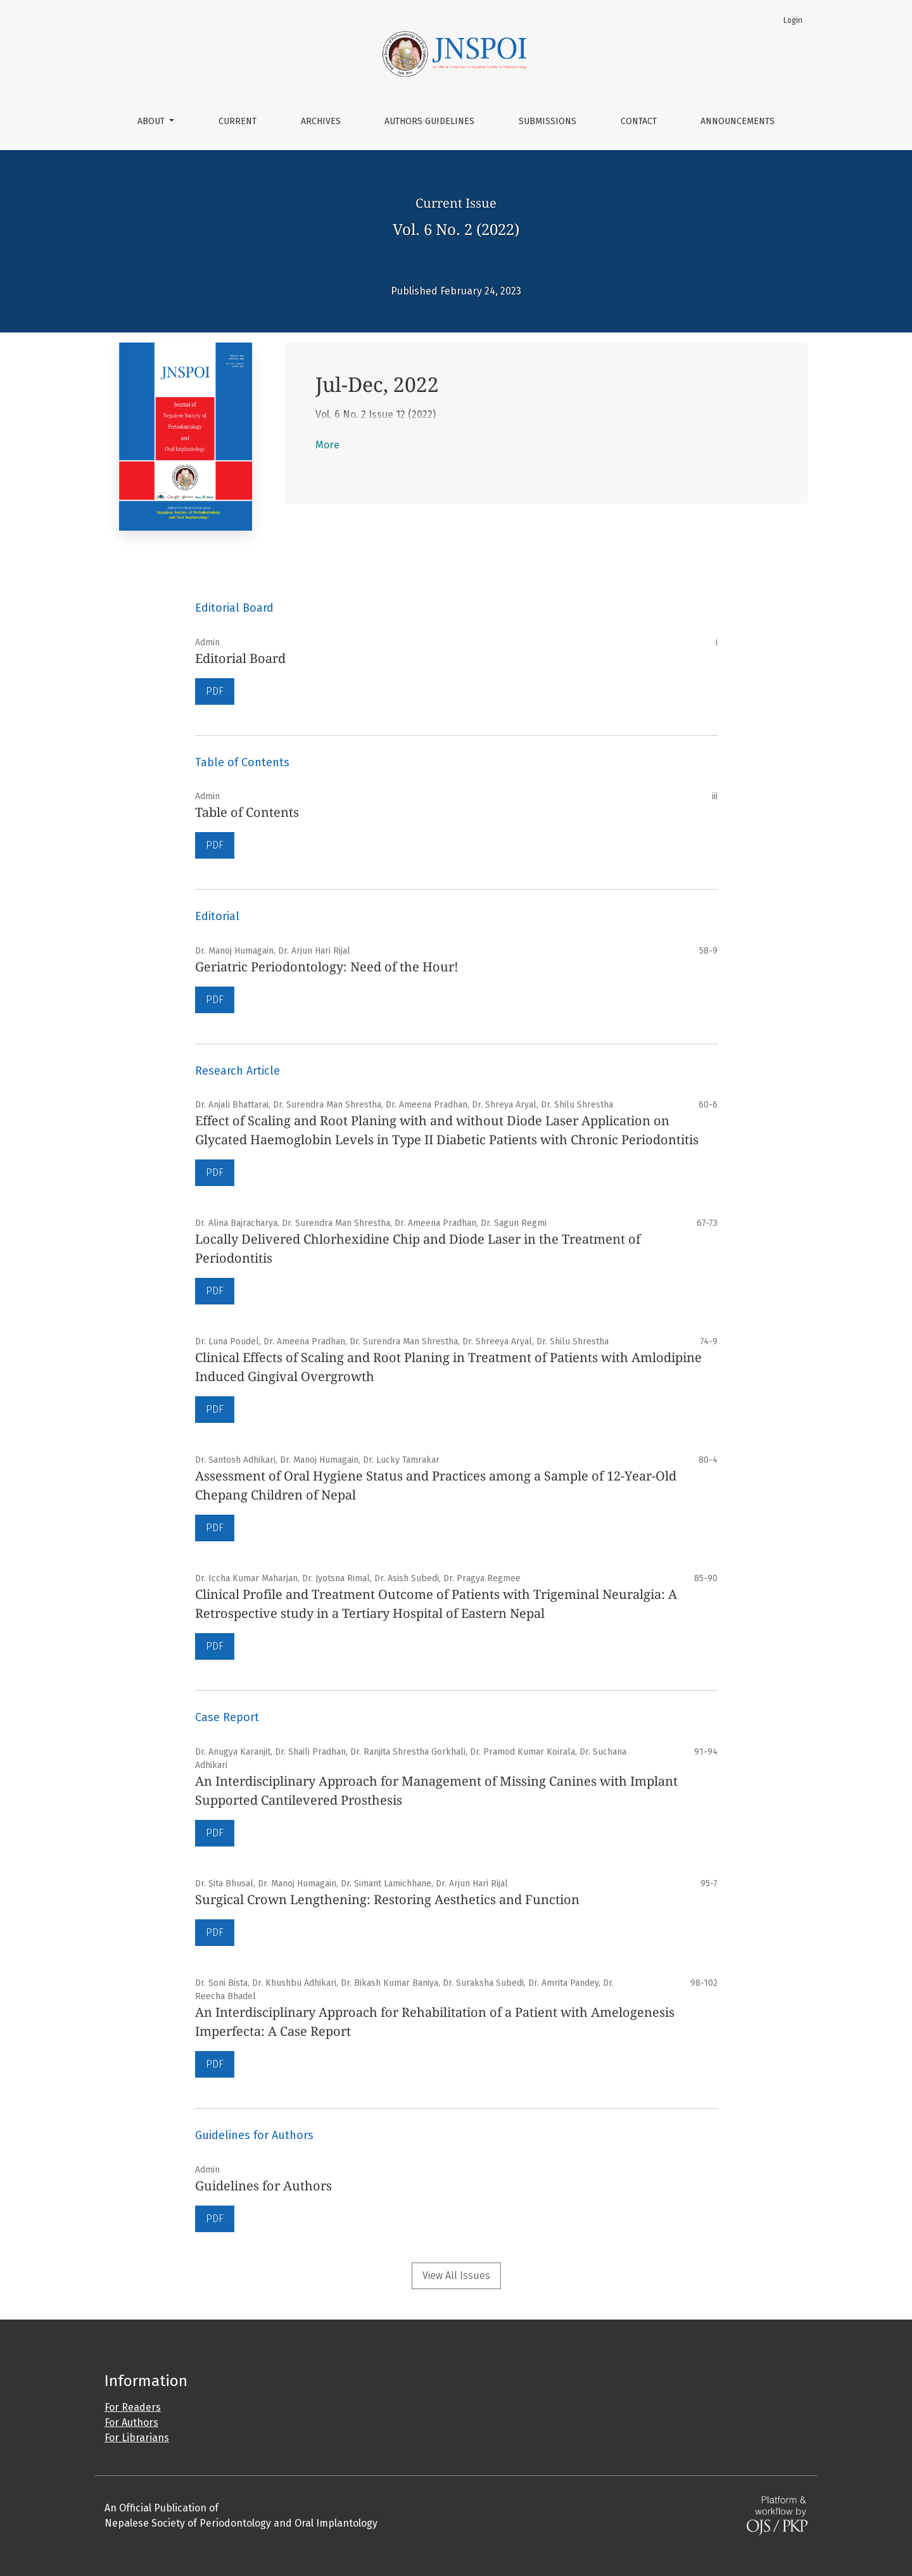 Login
JNSPOI
ABOUT
CURRENT
ARCHIVES
AUTHORS GUIDELINES
SUBMISSIONS
CONTACT
ANNOUNCEMENTS
Current Issue
Vol. 6 No. 2 (2022)
Published February 24, 2023
JNSPOI
Journal of
Nepalese Society of
Periodontology
and
Oral Implantology
Nepalese Society of Periodontology
and Oral Implantology
Jul-Dec, 2022
Vol. 6 No. 2 Issue 12 (2022)
More
Editorial Board
Admin i
Editorial Board
PDF
Table of Contents
Admin iii
Table of Contents
PDF
Editorial
Dr. Manoj Humagain, Dr. Arjun Hari Rijal 58-9
Geriatric Periodontology: Need of the Hour!
PDF
Research Article
Dr. Anjali Bhattarai, Dr. Surendra Man Shrestha, Dr. Ameena Pradhan, Dr. Shreya Aryal, Dr. Shilu Shrestha 60-6
Effect of Scaling and Root Planing with and without Diode Laser Application on
Glycated Haemoglobin Levels in Type II Diabetic Patients with Chronic Periodontitis
PDF
Dr. Alina Bajracharya, Dr. Surendra Man Shrestha, Dr. Ameena Pradhan, Dr. Sagun Regmi 67-73
Locally Delivered Chlorhexidine Chip and Diode Laser in the Treatment of
Periodontitis
PDF
Dr. Luna Poudel, Dr. Ameena Pradhan, Dr. Surendra Man Shrestha, Dr. Shreeya Aryal, Dr. Shilu Shrestha 74-9
Clinical Effects of Scaling and Root Planing in Treatment of Patients with Amlodipine
Induced Gingival Overgrowth
PDF
Dr. Santosh Adhikari, Dr. Manoj Humagain, Dr. Lucky Tamrakar 80-4
Assessment of Oral Hygiene Status and Practices among a Sample of 12-Year-Old
Chepang Children of Nepal
PDF
Dr. Iccha Kumar Maharjan, Dr. Jyotsna Rimal, Dr. Asish Subedi, Dr. Pragya Regmee 85-90
Clinical Profile and Treatment Outcome of Patients with Trigeminal Neuralgia: A
Retrospective study in a Tertiary Hospital of Eastern Nepal
PDF
Case Report
Dr. Anugya Karanjit, Dr. Shaili Pradhan, Dr. Ranjita Shrestha Gorkhali, Dr. Pramod Kumar Koirala, Dr. Suchana 91-94
Adhikari
An Interdisciplinary Approach for Management of Missing Canines with Implant
Supported Cantilevered Prosthesis
PDF
Dr. Sita Bhusal, Dr. Manoj Humagain, Dr. Simant Lamichhane, Dr. Arjun Hari Rijal 95-7
Surgical Crown Lengthening: Restoring Aesthetics and Function
PDF
Dr. Soni Bista, Dr. Khushbu Adhikari, Dr. Bikash Kumar Baniya, Dr. Suraksha Subedi, Dr. Amrita Pandey, Dr. 98-102
Reecha Bhadel
An Interdisciplinary Approach for Rehabilitation of a Patient with Amelogenesis
Imperfecta: A Case Report
PDF
Guidelines for Authors
Admin
Guidelines for Authors
PDF
View All Issues
Information
For Readers
For Authors
For Librarians
An Official Publication of
Nepalese Society of Periodontology and Oral Implantology
Platform &
workflow by
OJS / PKP